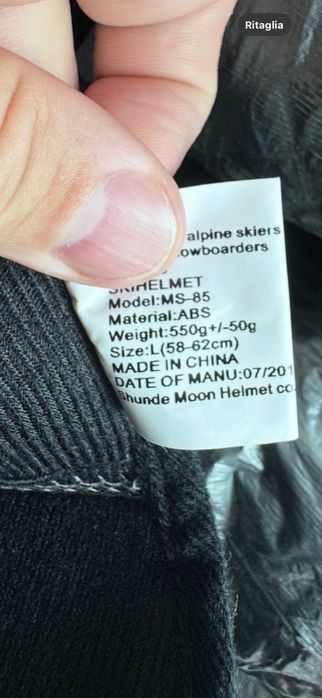 Ritaglia
alpine skiers
owboarders
SKIHELMET
Model:MS-85
Material:ABS
Weight:550g+/-50g
Size:L(58-62cm)
MADE IN CHINA
DATE OF MANU:07/201
Shunde Moon Helmet co